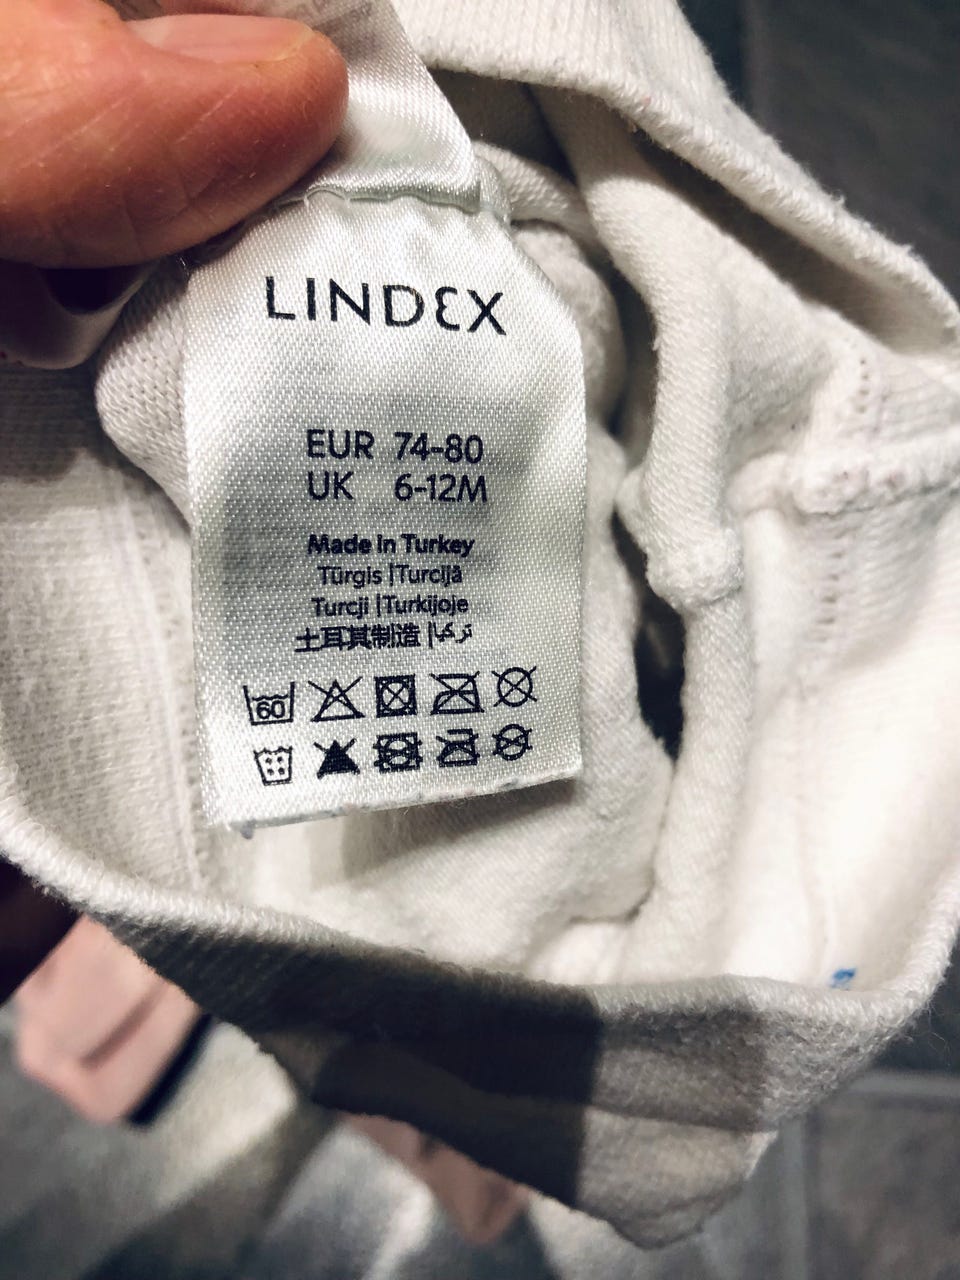 LINDEX
EUR 74-80
UK 6-12M
Made in Turkey
Türgis |Turcijā
Turcji |Turkijoje
土耳其制造 |تركيا
60